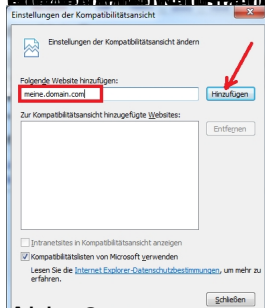 Einstellungen der Kompatibilitätsansicht
Einstellungen der Kompatibilitätsansicht ändern
Folgende Website hinzufügen:
meine.domain.com
Hinzufügen
Zur Kompatibilitätsansicht hinzugefügte Websites:
Entfernen
Intranetsites in Kompatibilitätsansicht anzeigen
Kompatibilitätslisten von Microsoft verwenden
Lesen Sie die Internet Explorer-Datenschutzbestimmungen, um mehr zu
erfahren.
Schließen